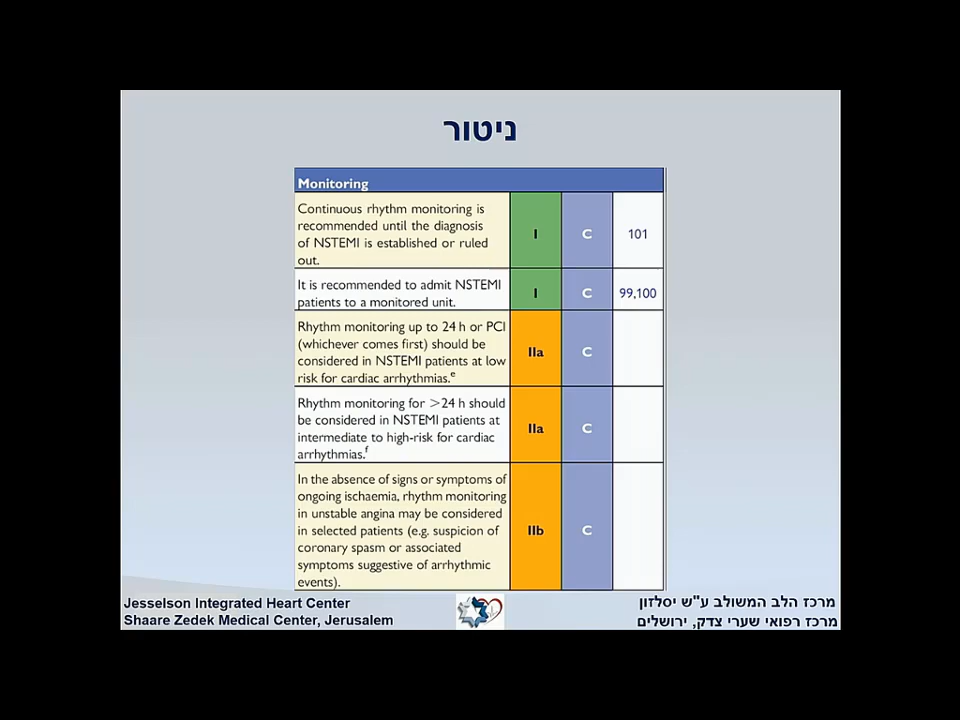 ניטור
Monitoring
Continuous rhythm monitoring is
recommended until the diagnosis
of NSTEMI is established or ruled
out.
I
C
101
It is recommended to admit NSTEMI
patients to a monitored unit.
I
C
99,100
Rhythm monitoring up to 24 h or PCI
(whichever comes first) should be
considered in NSTEMI patients at low
risk for cardiac arrhythmias.e
IIa
C
Rhythm monitoring for >24 h should
be considered in NSTEMI patients at
intermediate to high-risk for cardiac
arrhythmias.f
IIa
C
In the absence of signs or symptoms of
ongoing ischaemia, rhythm monitoring
in unstable angina may be considered
in selected patients (e.g. suspicion of
coronary spasm or associated
symptoms suggestive of arrhythmic
events).
IIb
C
Jesselson Integrated Heart Center
Shaare Zedek Medical Center, Jerusalem
מרכז הלב המשולב ע"ש יסלזון
מרכז רפואי שערי צדק, ירושלים